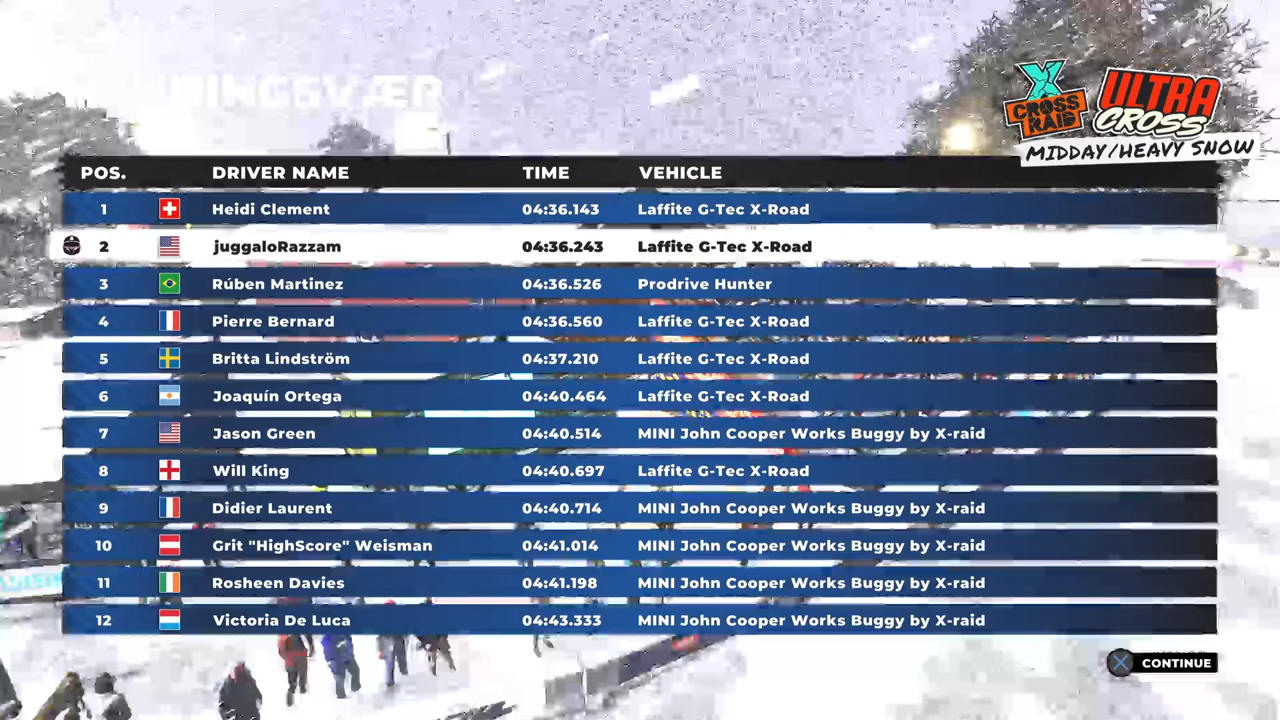 X
CROSS
RAID
ULTRA
CROSS
MIDDAY/HEAVY SNOW
POS. DRIVER NAME TIME VEHICLE
1 Heidi Clement 04:36.143 Laffite G-Tec X-Road
2 juggaloRazzam 04:36.243 Laffite G-Tec X-Road
3 Rúben Martinez 04:36.526 Prodrive Hunter
4 Pierre Bernard 04:36.560 Laffite G-Tec X-Road
5 Britta Lindström 04:37.210 Laffite G-Tec X-Road
6 Joaquín Ortega 04:40.464 Laffite G-Tec X-Road
7 Jason Green 04:40.514 MINI John Cooper Works Buggy by X-raid
8 Will King 04:40.697 Laffite G-Tec X-Road
9 Didier Laurent 04:40.714 MINI John Cooper Works Buggy by X-raid
10 Grit "HighScore" Weisman 04:41.014 MINI John Cooper Works Buggy by X-raid
11 Rosheen Davies 04:41.198 MINI John Cooper Works Buggy by X-raid
12 Victoria De Luca 04:43.333 MINI John Cooper Works Buggy by X-raid
CONTINUE